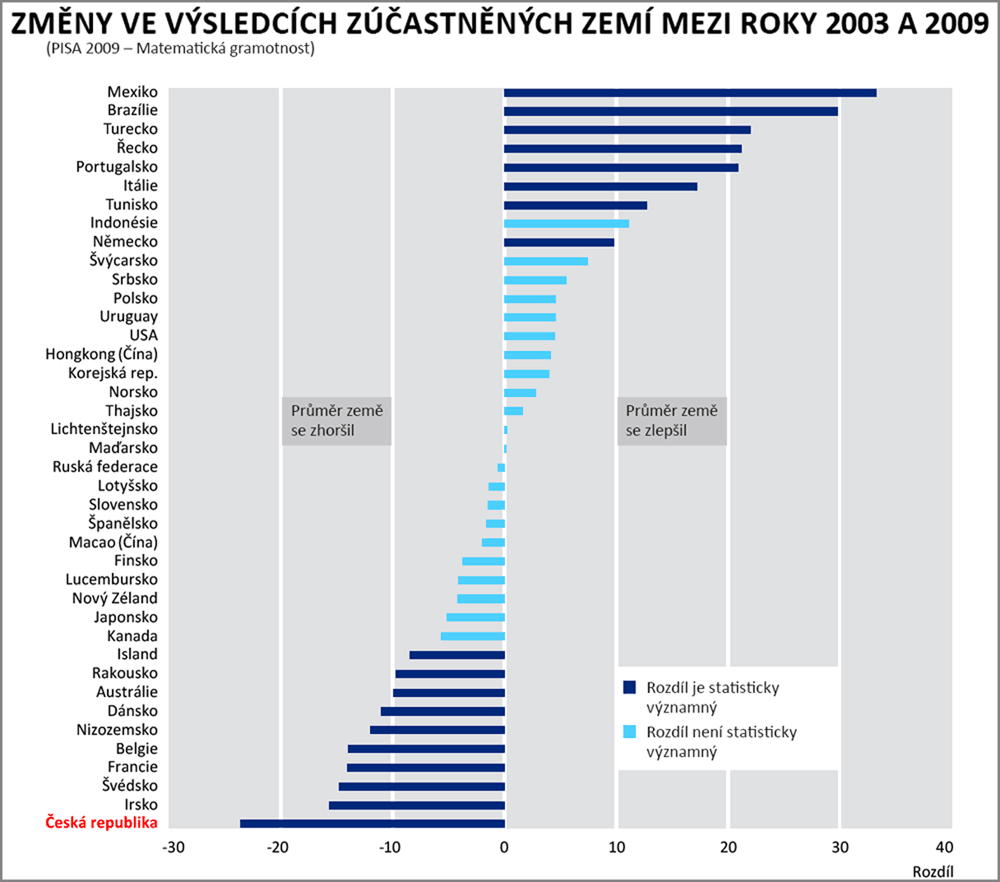 ZMĚNY VE VÝSLEDCÍCH ZÚČASTNĚNÝCH ZEMÍ MEZI ROKY 2003 A 2009
(PISA 2009 – Matematická gramotnost)
Mexiko
Brazílie
Turecko
Řecko
Portugalsko
Itálie
Tunisko
Indonésie
Německo
Švýcarsko
Srbsko
Polsko
Uruguay
USA
Hongkong (Čína)
Korejská rep.
Norsko
Thajsko
Lichtenštejnsko
Maďarsko
Ruská federace
Lotyšsko
Slovensko
Španělsko
Macao (Čína)
Finsko
Lucembursko
Nový Zéland
Japonsko
Kanada
Island
Rakousko
Austrálie
Dánsko
Nizozemsko
Belgie
Francie
Švédsko
Irsko
Česká republika
Průměr země
se zhoršil
Průměr země
se zlepšil
Rozdíl je statisticky
významný
Rozdíl není statisticky
významný
-30 -20 -10 0 10 20 30 40
Rozdíl